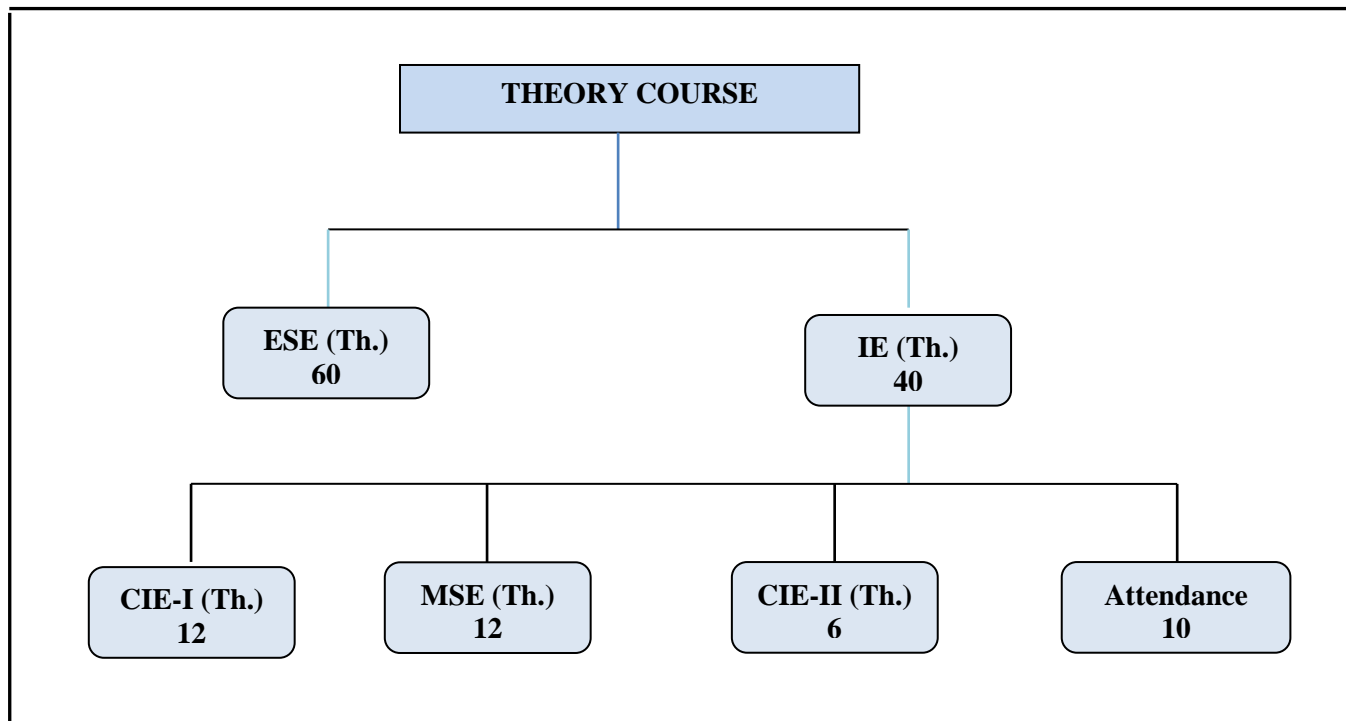 THEORY COURSE
ESE (Th.)
60
IE (Th.)
40
CIE-I (Th.)
12
MSE (Th.)
12
CIE-II (Th.)
6
Attendance
10